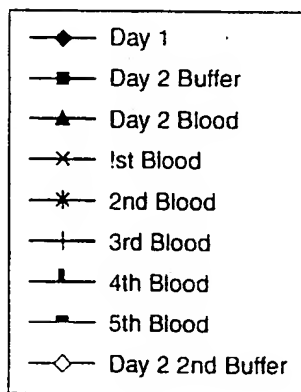 Day 1
Day 2 Buffer
Day 2 Blood
!st Blood
2nd Blood
3rd Blood
4th Blood
5th Blood
Day 2 2nd Buffer